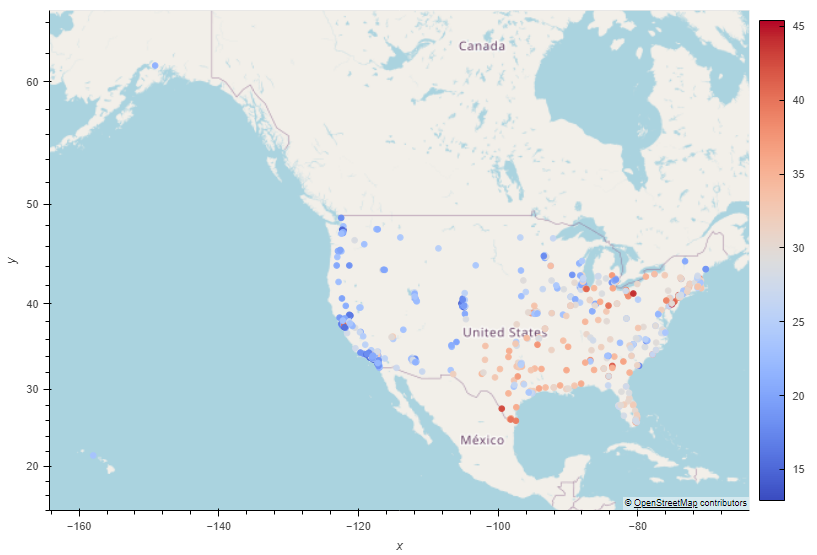 Canada
United States
México
© OpenStreetMap contributors
60
50
40
30
20
y
−160
−140
−120
−100
−80
x
45
40
35
30
25
20
15